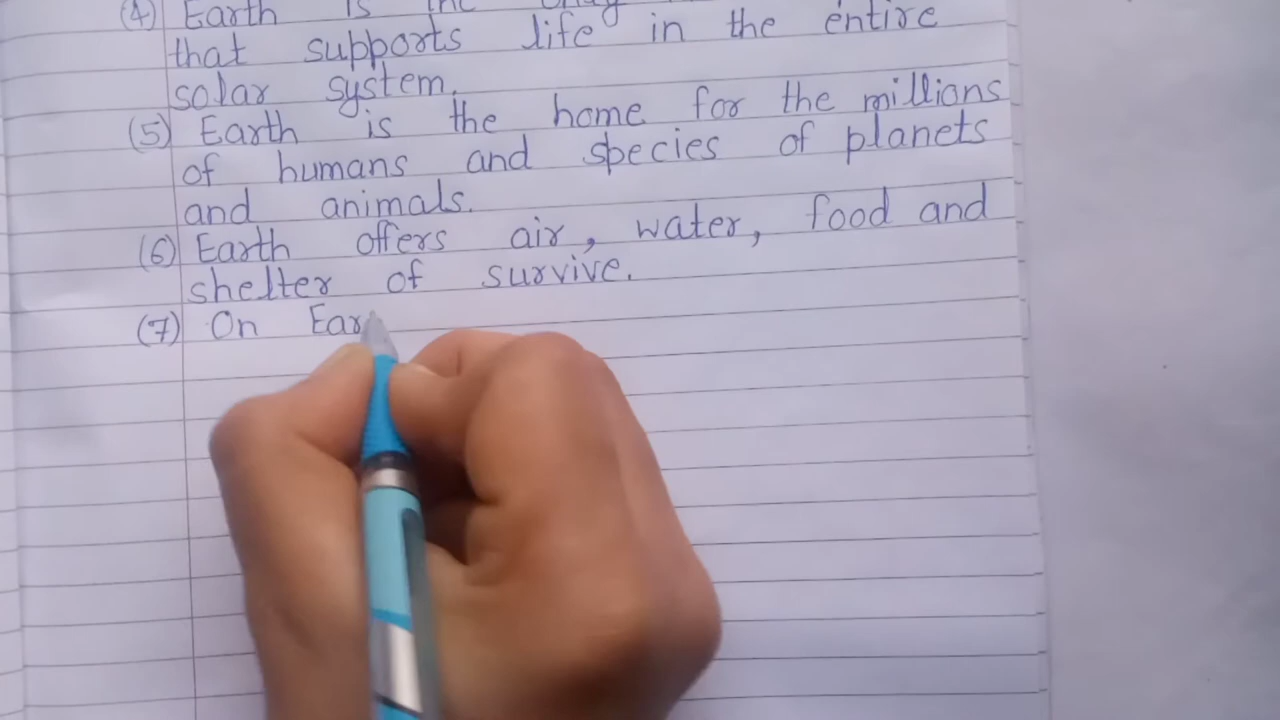 (4) Earth is the only
that supports life in the entire
solar system.
(5) Earth is the home for the millions
of humans and species of planets
and animals.
(6) Earth offers air, water, food and
shelter of survive.
(7) On Ear